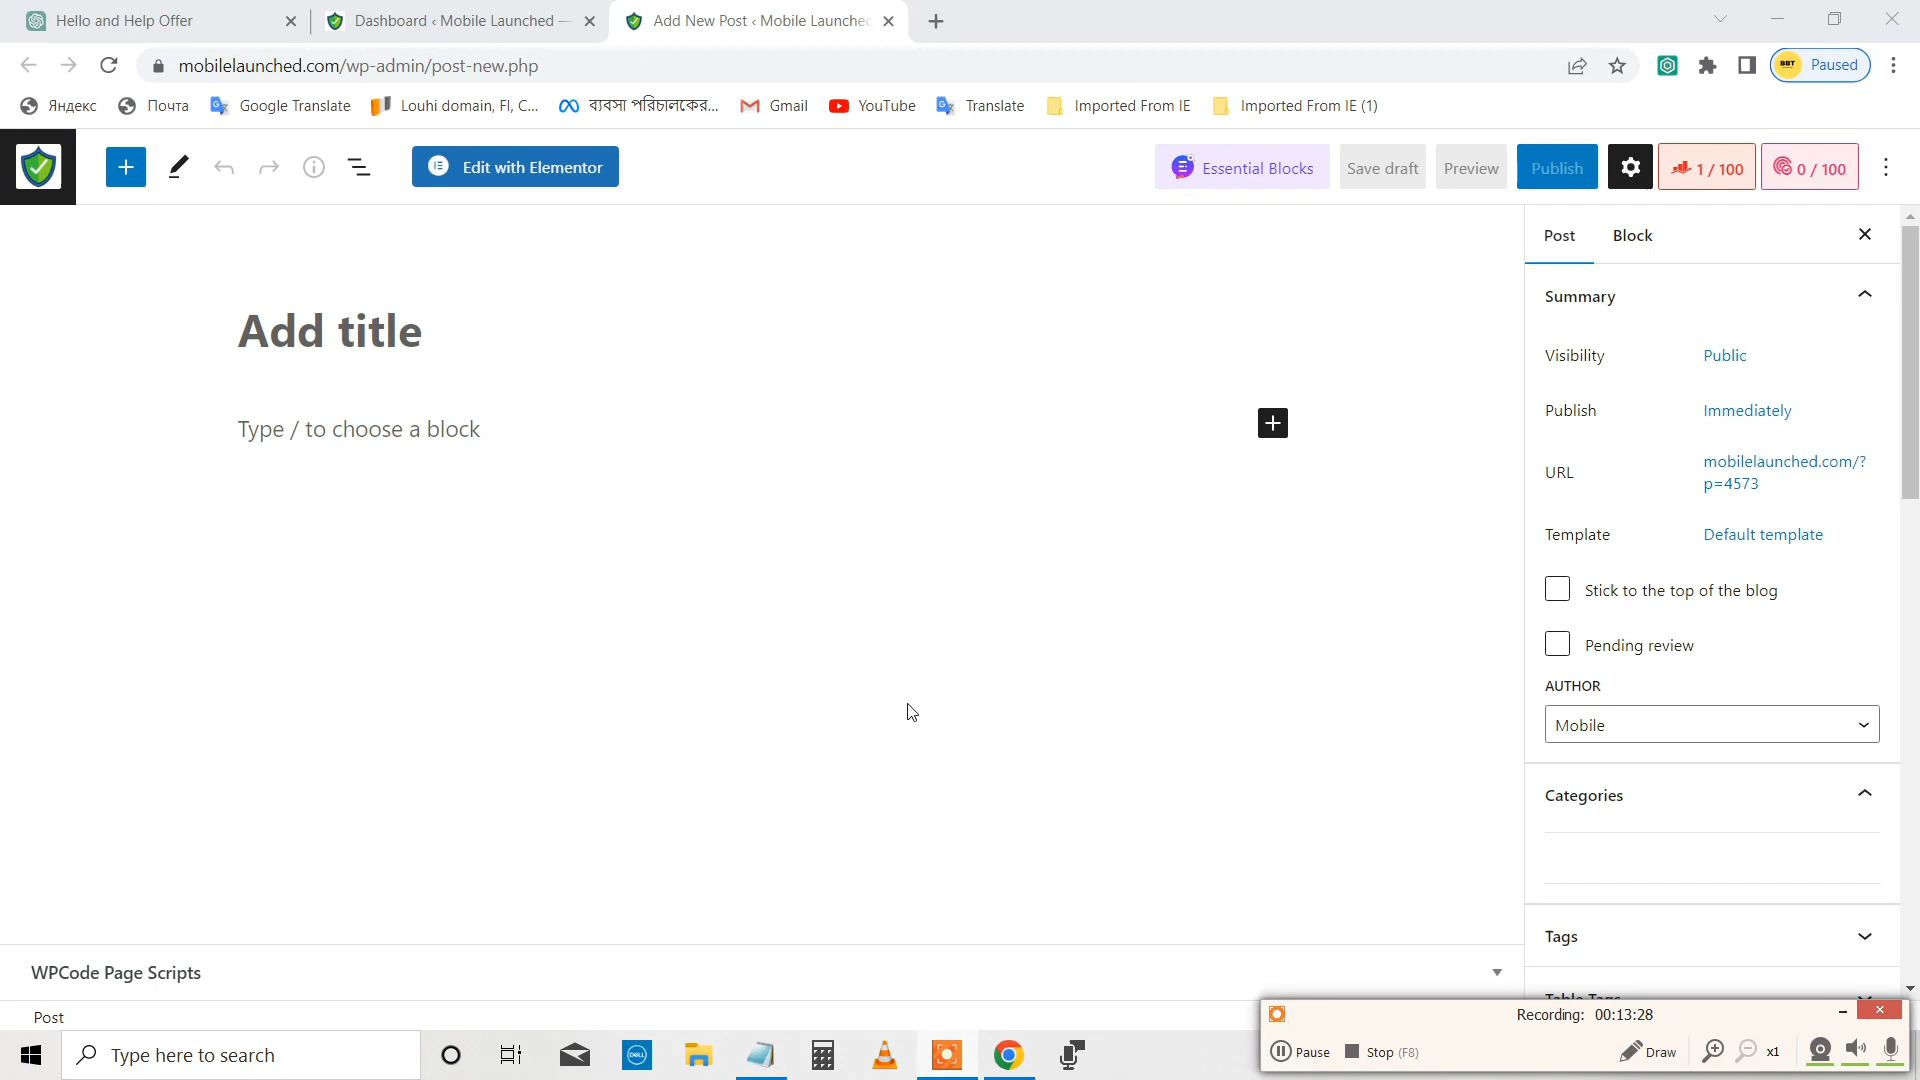 Hello and Help Offer
Dashboard ‹ Mobile Launched —
Add New Post ‹ Mobile Launched
mobilelaunched.com/wp-admin/post-new.php
BBT Paused
Яндекс Почта Google Translate Louhi domain, FI, C... ব্যবসা পরিচালকের... Gmail YouTube Translate Imported From IE Imported From IE (1)
Edit with Elementor
Essential Blocks Save draft Preview Publish 1 / 100 0 / 100
Post Block
Summary
Add title
Visibility Public
Publish Immediately
Type / to choose a block
URL mobilelaunched.com/?
p=4573
Template Default template
Stick to the top of the blog
Pending review
AUTHOR
Mobile
Categories
Tags
WPCode Page Scripts
Table Tags
Post
Recording: 00:13:28
Pause Stop (F8) Draw x1
Type here to search
DELL